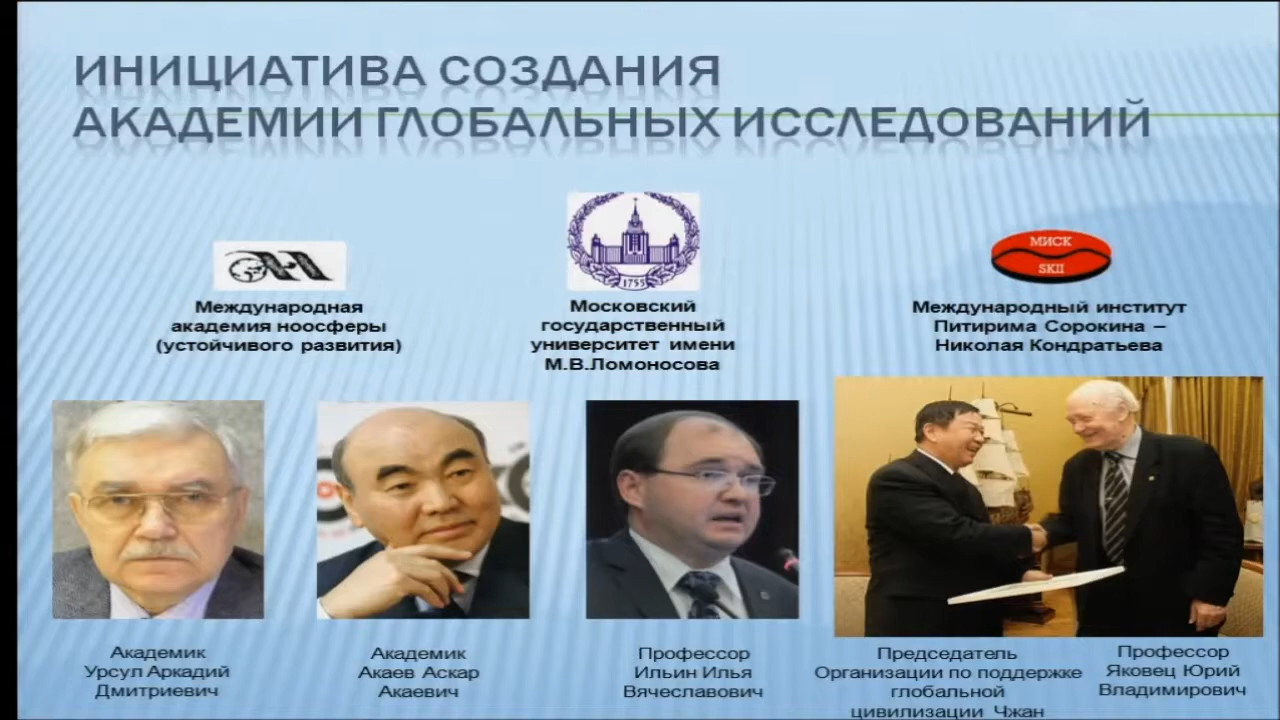 ИНИЦИАТИВА СОЗДАНИЯ
АКАДЕМИИ ГЛОБАЛЬНЫХ ИССЛЕДОВАНИЙ
1755
МИСК
SKII
Международная
академия ноосферы
(устойчивого развития)
Московский
государственный
университет имени
М.В.Ломоносова
Международный институт
Питирима Сорокина –
Николая Кондратьева
Академик
Урсул Аркадий
Дмитриевич
Академик
Акаев Аскар
Акаевич
Профессор
Ильин Илья
Вячеславович
Председатель
Организации по поддержке
глобальной
цивилизации Чжан
Профессор
Яковец Юрий
Владимирович